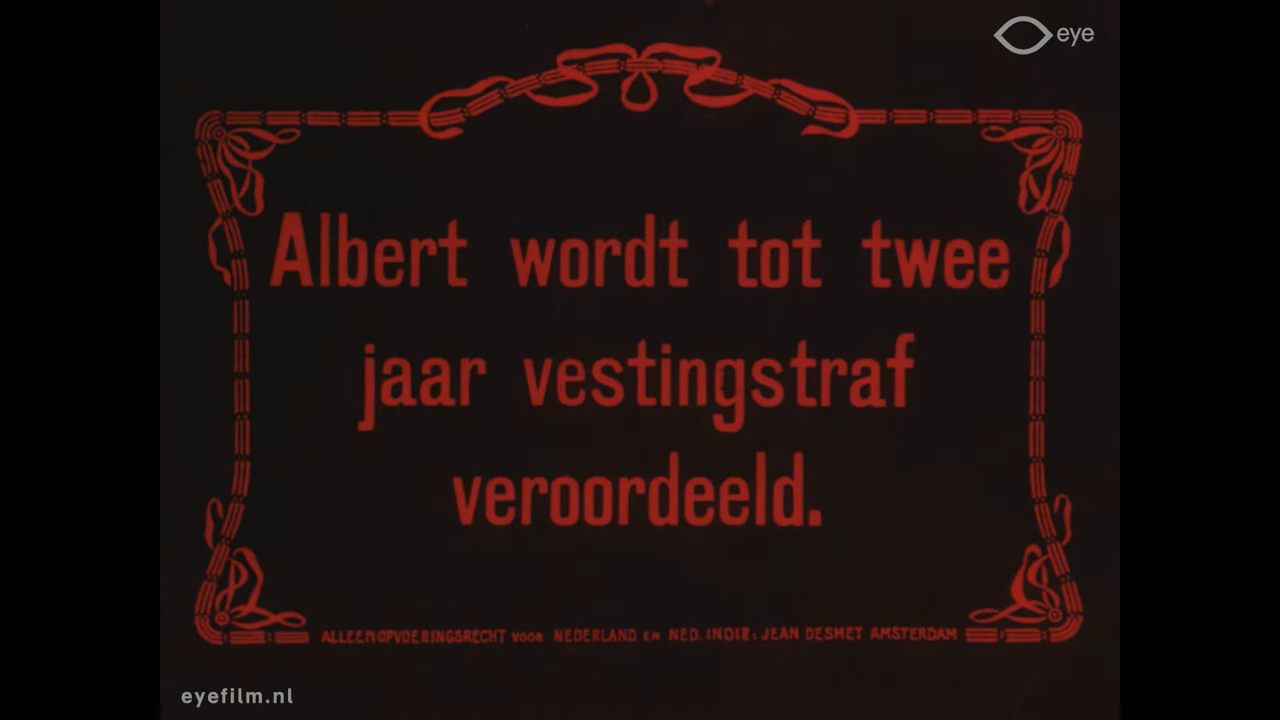 eye
Albert wordt tot twee
jaar vestingstraf
veroordeeld.
ALLEENOPVOERINGSRECHT VOOR NEDERLAND EN NED. INDIE: JEAN DESMET AMSTERDAM
eyefilm.nl